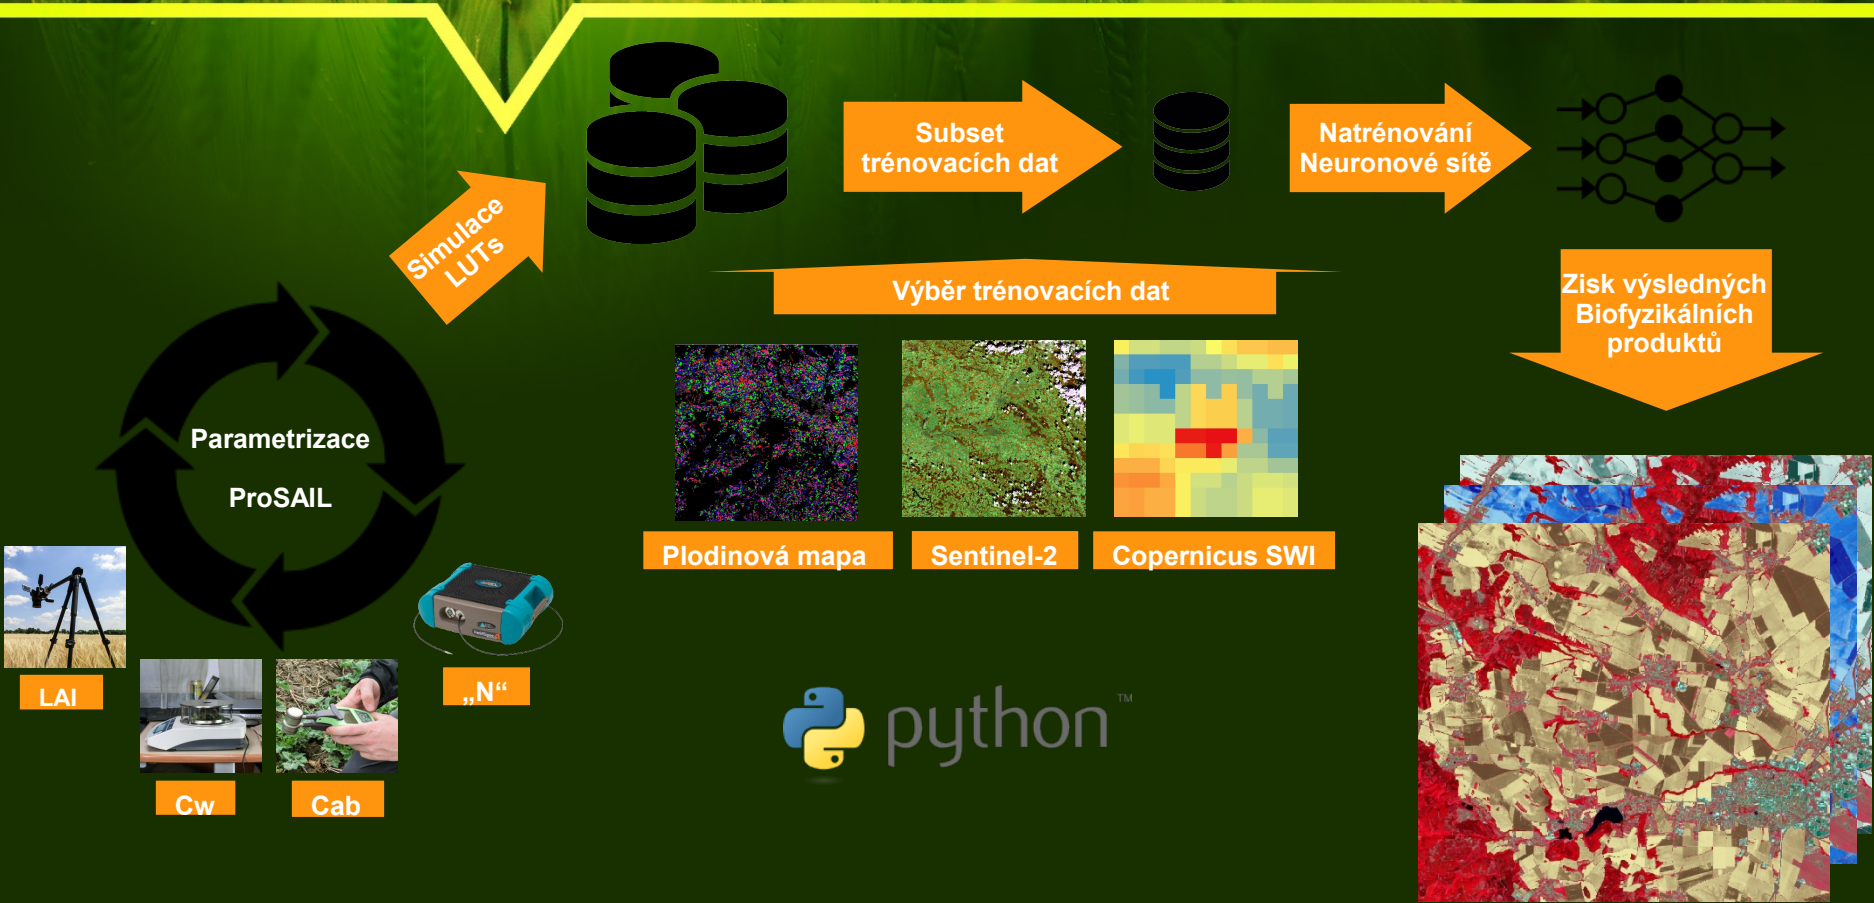 Subset
trénovacích dat
Natrénování
Neuronové sítě
Simulace
LUTs
Výběr trénovacích dat
Zisk výsledných
Biofyzikálních
produktů
Parametrizace
ProSAIL
Plodinová mapa
Sentinel-2
Copernicus SWI
LAI
„N“
Cw
Cab
python™